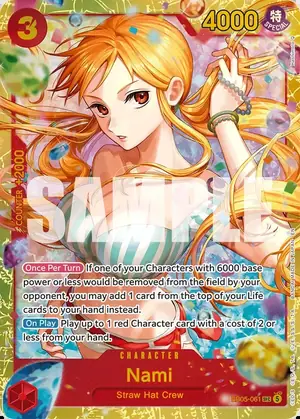 3
4000
特
SPECIAL
COUNTER +2000
SAMPLE
Once Per Turn If one of your Characters with 6000 base
power or less would be removed from the field by your
opponent, you may add 1 card from the top of your Life
cards to your hand instead.
On Play Play up to 1 red Character card with a cost of 2 or
less from your hand.
CHARACTER
Nami
Straw Hat Crew